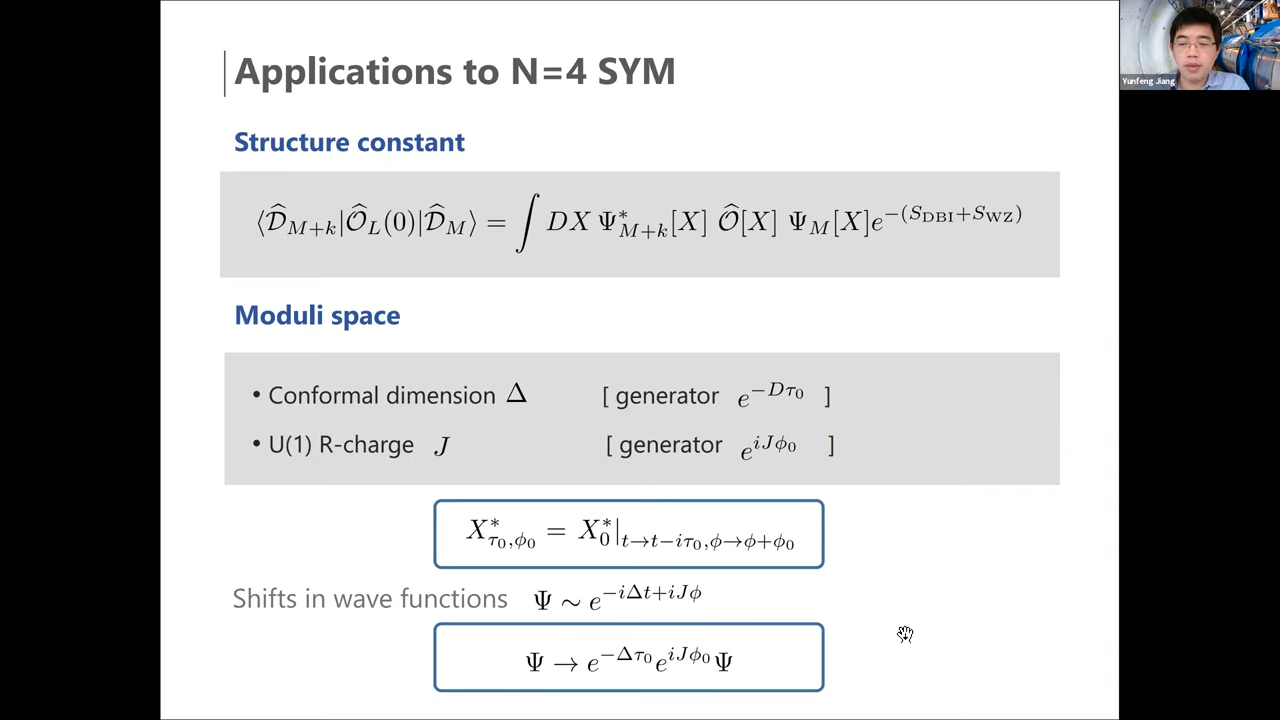 Applications to N=4 SYM
Yunfeng Jiang
Structure constant
⟨𝒟̂_{M+k}|𝒪̂_L(0)|𝒟̂_M⟩ = ∫ DX Ψ*_{M+k}[X] 𝒪̂[X] Ψ_M[X]e^{−(S_DBI+S_WZ)}
Moduli space
• Conformal dimension Δ [ generator e^{−Dτ_0} ]
• U(1) R-charge J [ generator e^{iJϕ_0} ]
X*_{τ_0,ϕ_0} = X*_0|_{t→t−iτ_0,ϕ→ϕ+ϕ_0}
Shifts in wave functions Ψ ∼ e^{−iΔt+iJϕ}
Ψ → e^{−Δτ_0}e^{iJϕ_0}Ψ